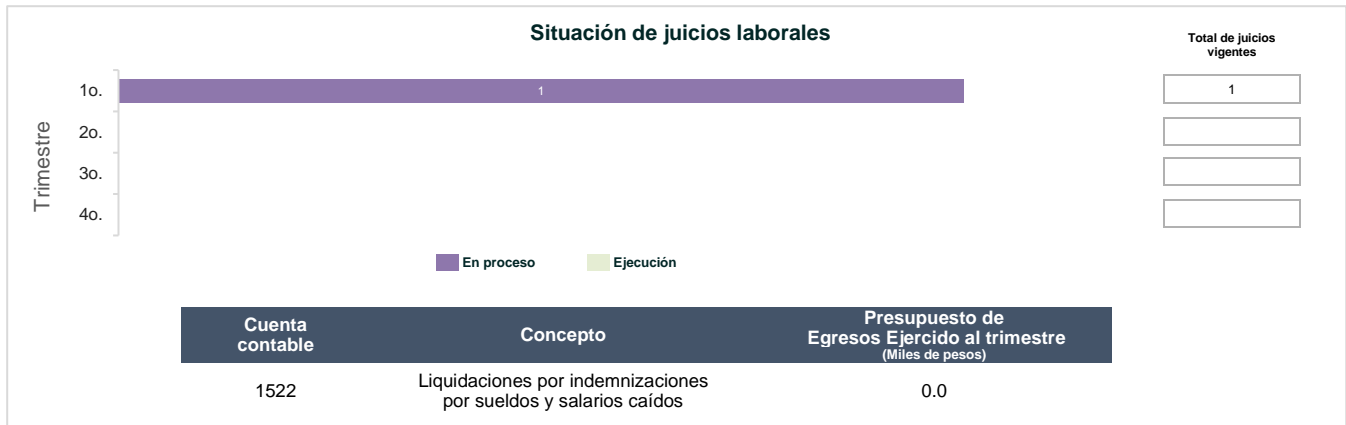 Situación de juicios laborales
Total de juicios
vigentes
Trimestre
1o.
1
1
2o.
3o.
4o.
En proceso
Ejecución
Cuenta
contable
Concepto
Presupuesto de
Egresos Ejercido al trimestre
(Miles de pesos)
1522
Liquidaciones por indemnizaciones
por sueldos y salarios caídos
0.0